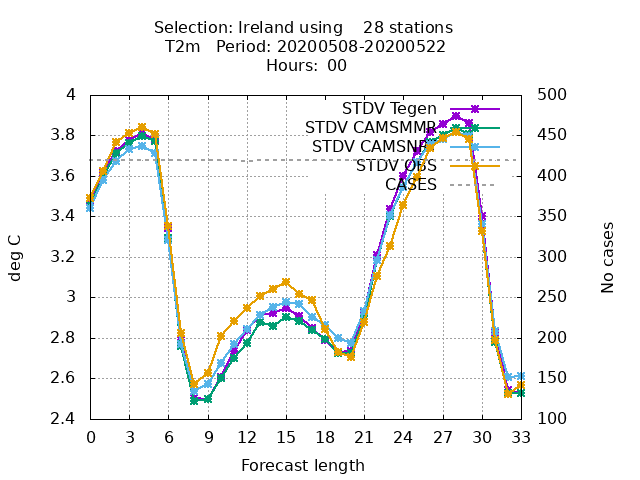 Selection: Ireland using 28 stations
T2m Period: 20200508-20200522
Hours: 00
4 500
STDV Tegen
3.8 STDV CAMSMMR 450
STDV CAMSNR
3.6 STDV OBS 400
CASES
3.4 350
3.2 300
deg C No cases
3 250
2.8 200
2.6 150
2.4 100
0 3 6 9 12 15 18 21 24 27 30 33
Forecast length